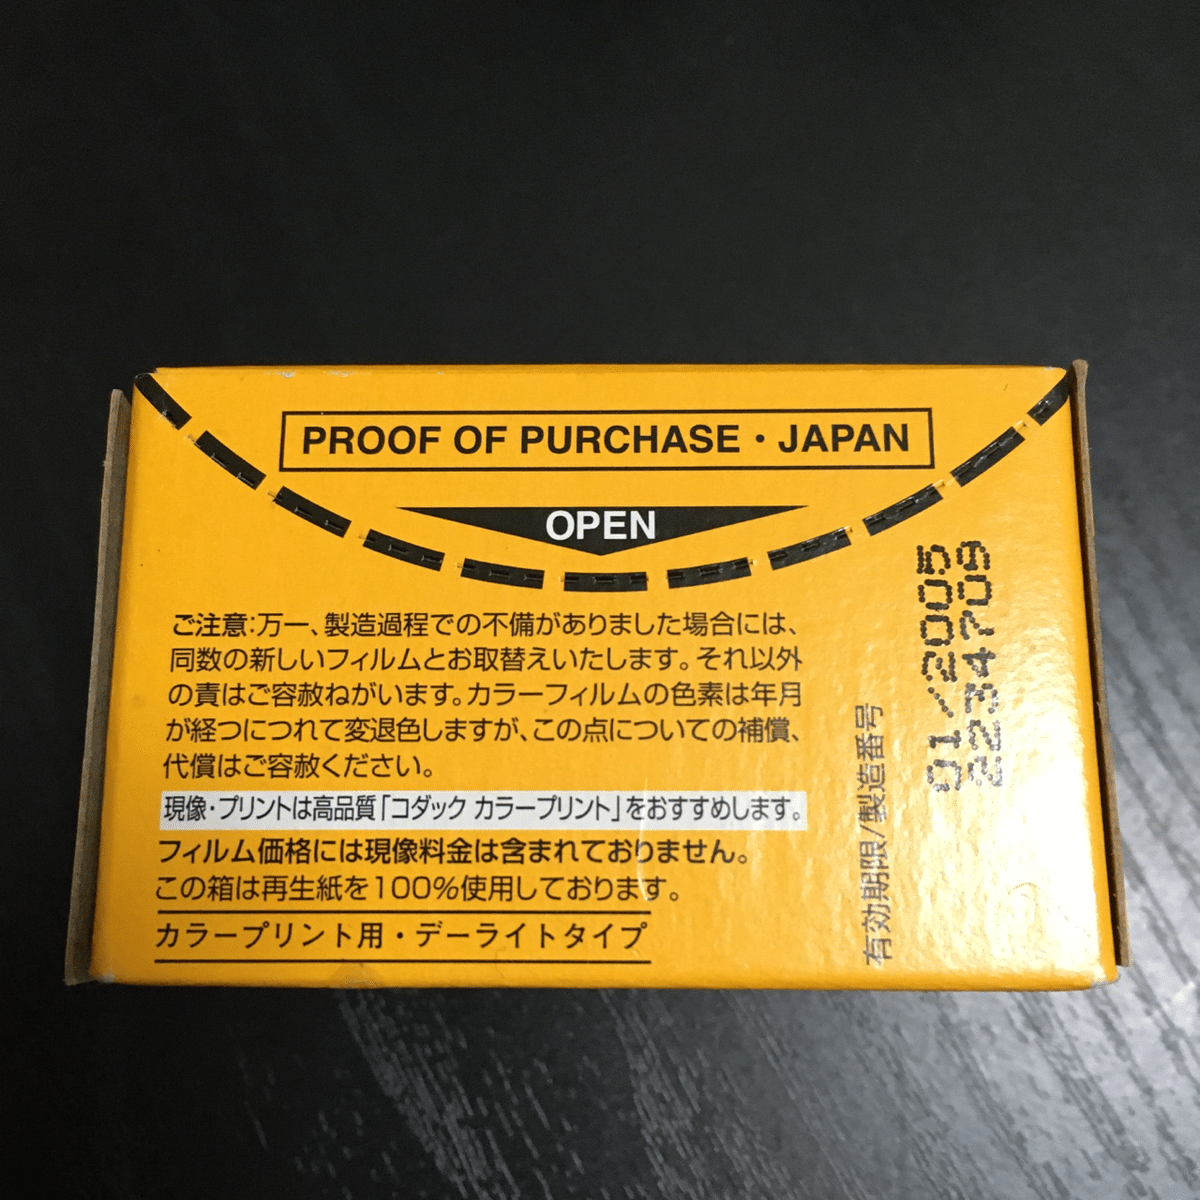 PROOF OF PURCHASE・JAPAN
OPEN
ご注意:万一、製造過程での不備がありました場合には、
同数の新しいフィルムとお取替えいたします。それ以外
の責はご容赦ねがいます。カラーフィルムの色素は年月
が経つにつれて変退色しますが、この点についての補償、
代償はご容赦ください。
現像・プリントは高品質「コダック カラープリント」をおすすめします。
フィルム価格には現像料金は含まれておりません。
この箱は再生紙を100%使用しております。
カラープリント用・デーライトタイプ
有効期限/製造番号
01/2005
2234709